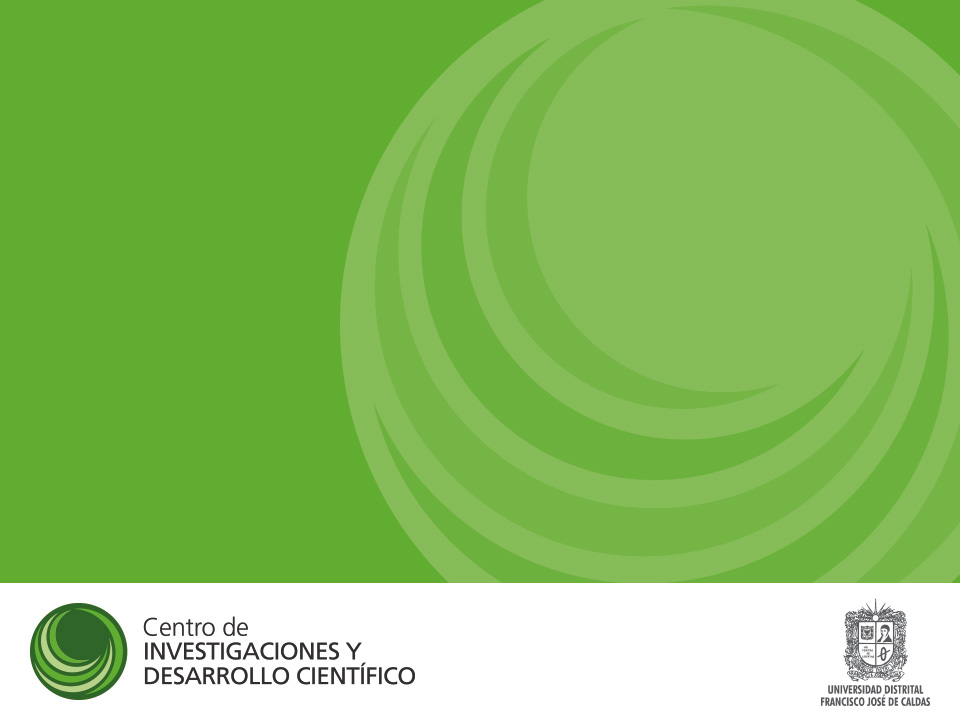 Centro de
INVESTIGACIONES Y
DESARROLLO CIENTÍFICO
UNIVERSIDAD DISTRITAL
FRANCISCO JOSÉ DE CALDAS